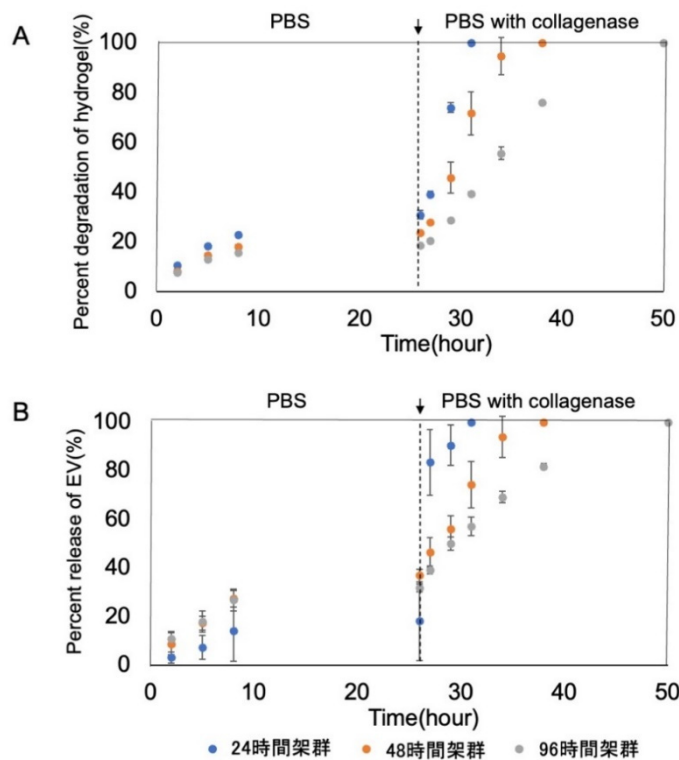 A
PBS
PBS with collagenase
Percent degradation of hydrogel(%)
100
80
60
40
20
0
0
10
20
30
40
50
Time(hour)
B
PBS
PBS with collagenase
Percent release of EV(%)
100
80
60
40
20
0
0
10
20
30
40
50
Time(hour)
24時間架群
48時間架群
96時間架群